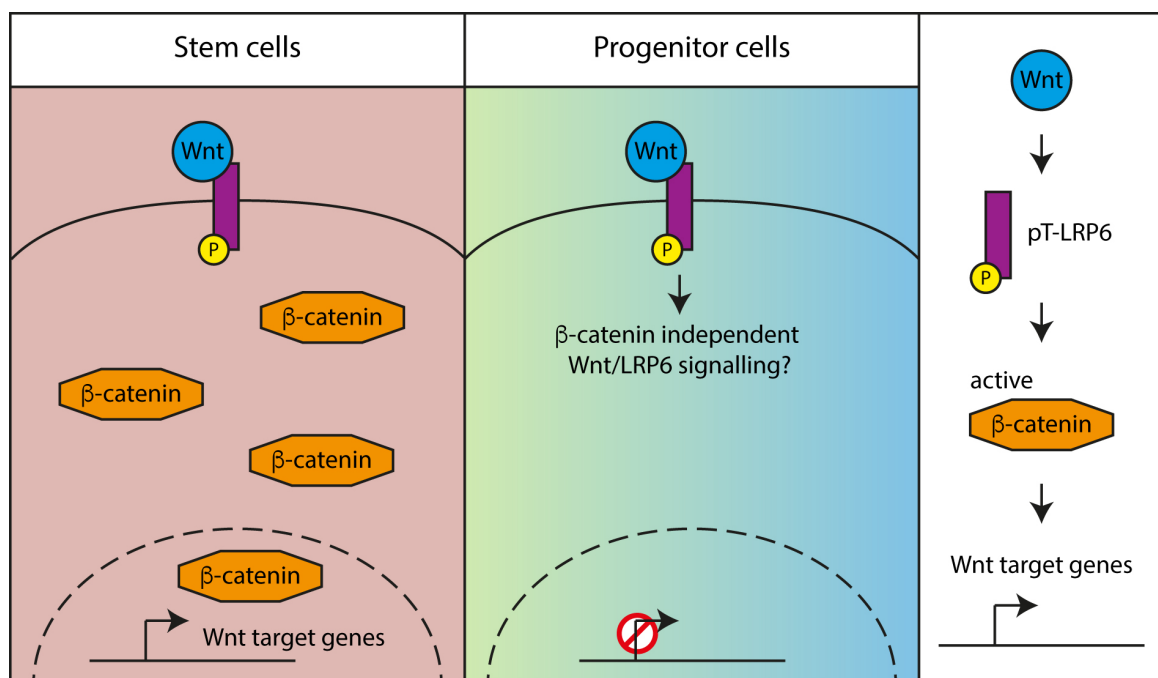 Stem cells
Wnt
P
β-catenin
β-catenin
β-catenin
β-catenin
Wnt target genes
Progenitor cells
Wnt
P
β-catenin independent
Wnt/LRP6 signalling?
Wnt
pT-LRP6
P
active
β-catenin
Wnt target genes